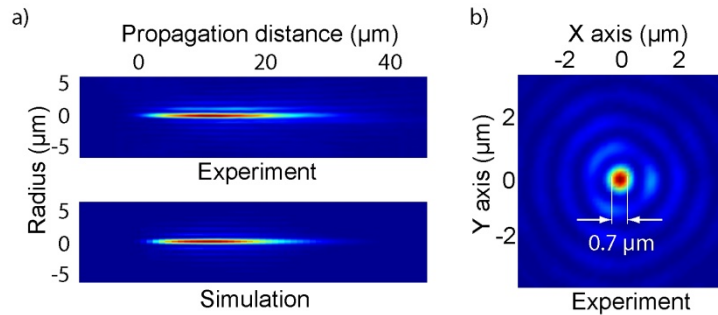 a)
Propagation distance (µm)
0 20 40
Radius (µm)
5
0
-5
Experiment
5
0
-5
Simulation
b)
X axis (µm)
-2 0 2
Y axis (µm)
2
0
-2
0.7 µm
Experiment